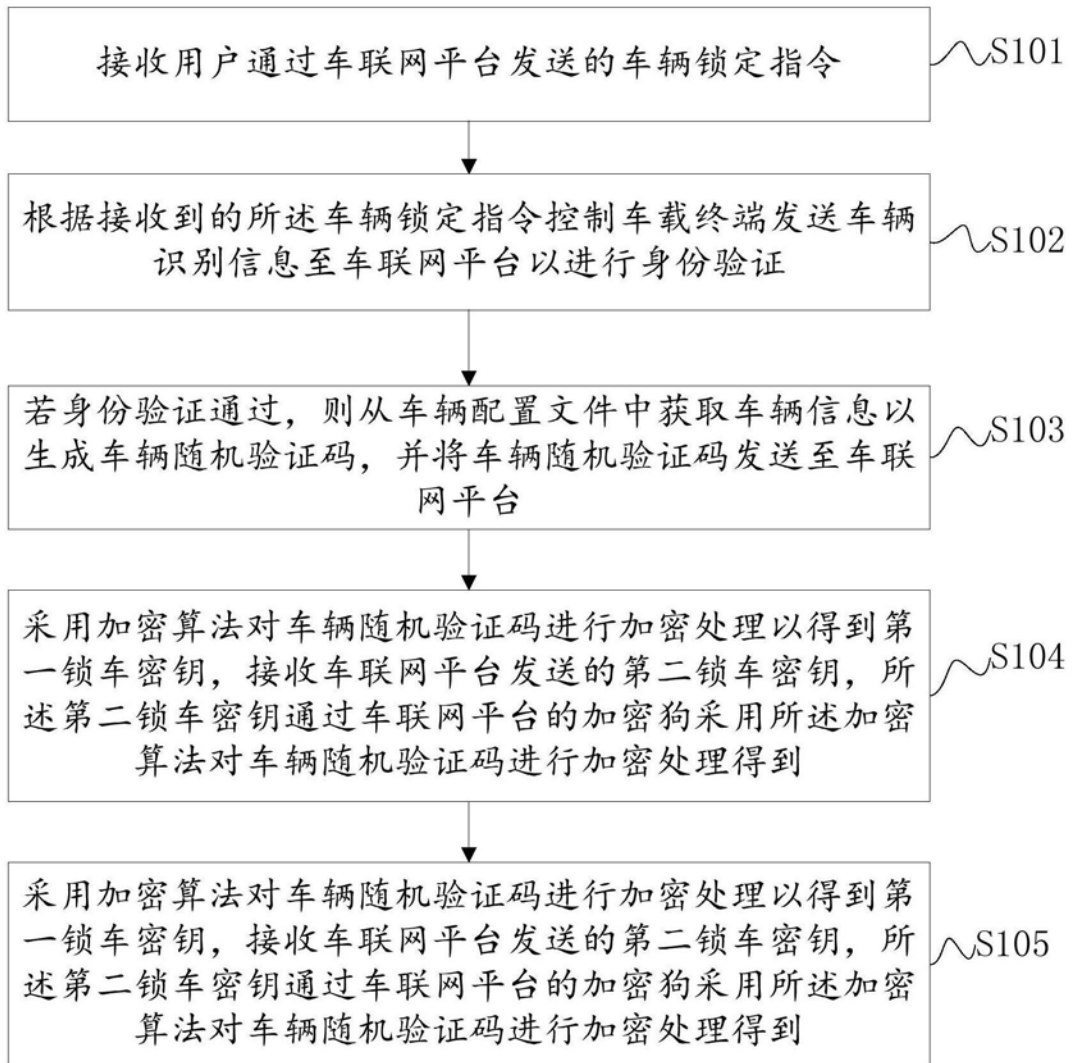 接收用户通过车联网平台发送的车辆锁定指令
S101
根据接收到的所述车辆锁定指令控制车载终端发送车辆
识别信息至车联网平台以进行身份验证
S102
若身份验证通过，则从车辆配置文件中获取车辆信息以
生成车辆随机验证码，并将车辆随机验证码发送至车联
网平台
S103
采用加密算法对车辆随机验证码进行加密处理以得到第
一锁车密钥，接收车联网平台发送的第二锁车密钥，所
述第二锁车密钥通过车联网平台的加密狗采用所述加密
算法对车辆随机验证码进行加密处理得到
S104
采用加密算法对车辆随机验证码进行加密处理以得到第
一锁车密钥，接收车联网平台发送的第二锁车密钥，所
述第二锁车密钥通过车联网平台的加密狗采用所述加密
算法对车辆随机验证码进行加密处理得到
S105